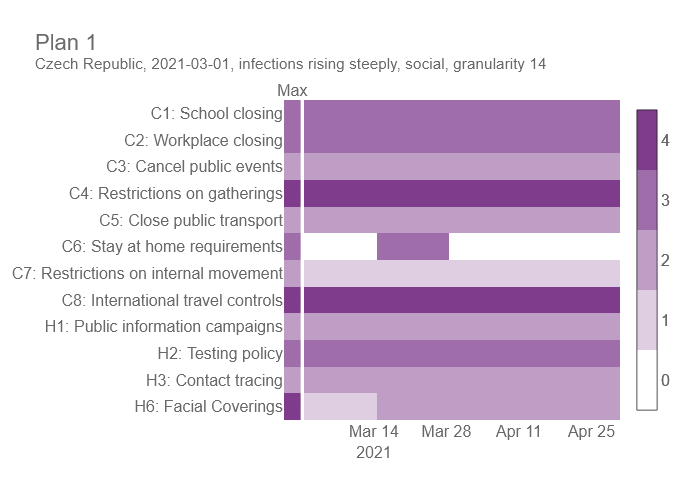 Plan 1
Czech Republic, 2021-03-01, infections rising steeply, social, granularity 14
Max
C1: School closing
C2: Workplace closing
C3: Cancel public events
C4: Restrictions on gatherings
C5: Close public transport
C6: Stay at home requirements
C7: Restrictions on internal movement
C8: International travel controls
H1: Public information campaigns
H2: Testing policy
H3: Contact tracing
H6: Facial Coverings
4
3
2
1
0
Mar 14 Mar 28 Apr 11 Apr 25
2021